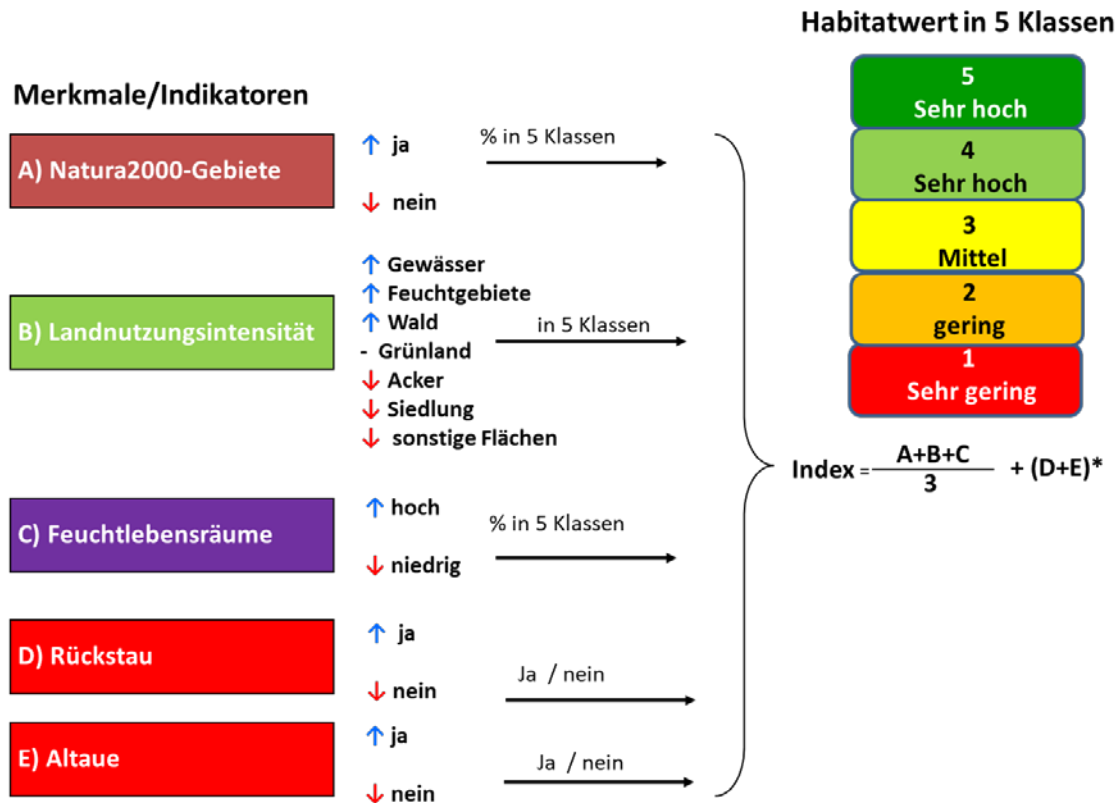 Habitatwert in 5 Klassen
5
Sehr hoch
4
Sehr hoch
3
Mittel
2
gering
1
Sehr gering
Merkmale/Indikatoren
A) Natura2000-Gebiete
↑ ja
↓ nein
% in 5 Klassen
B) Landnutzungsintensität
↑ Gewässer
↑ Feuchtgebiete
↑ Wald
- Grünland
↓ Acker
↓ Siedlung
↓ sonstige Flächen
in 5 Klassen
C) Feuchtlebensräume
↑ hoch
↓ niedrig
% in 5 Klassen
D) Rückstau
↑ ja
↓ nein
Ja / nein
E) Altaue
↑ ja
↓ nein
Ja / nein
Index = A+B+C / 3 + (D+E)*